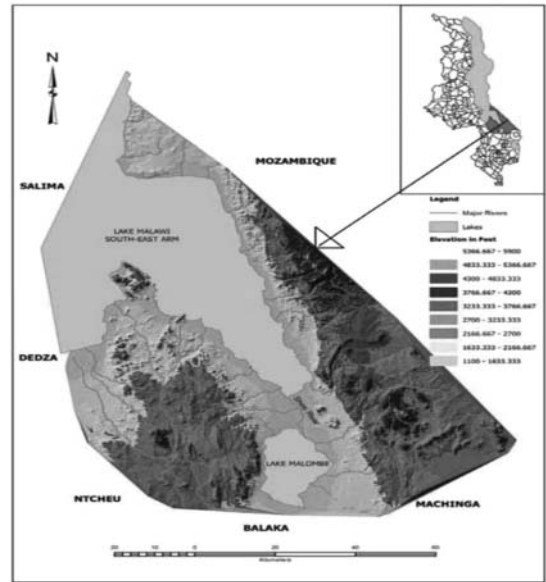 N
MOZAMBIQUE
SALIMA
LAKE MALAWI
SOUTH-EAST ARM
DEDZA
LAKE MALOMBE
NTCHEU
MACHINGA
BALAKA
Legend
Major Rivers
Lakes
Elevation in Feet
5366.667 - 5900
4833.333 - 5366.667
4300 - 4833.333
3766.667 - 4300
3233.333 - 3766.667
2700 - 3233.333
2166.667 - 2700
1633.333 - 2166.667
1100 - 1633.333
20 10 0 20 40 60
Kilometers